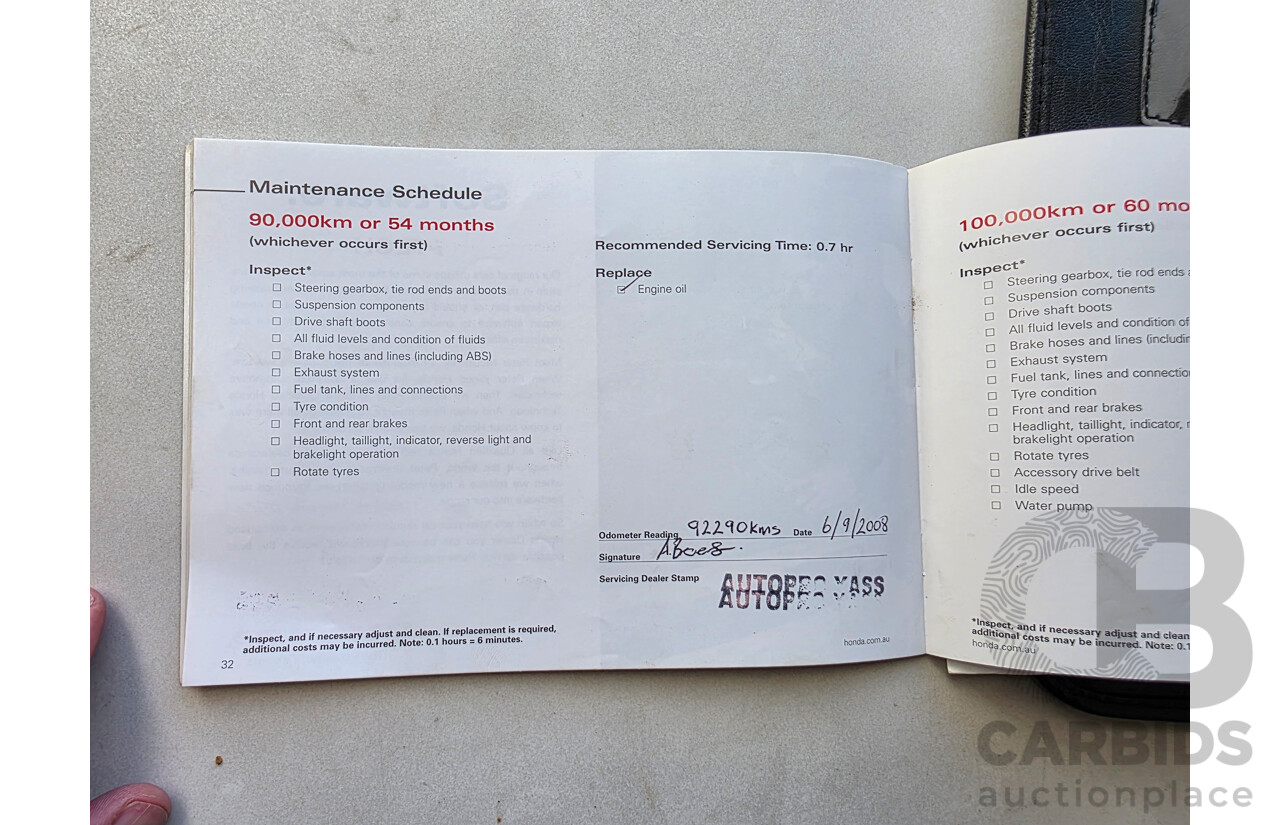 Maintenance Schedule
90,000km or 54 months
(whichever occurs first)
Inspect*
☐ Steering gearbox, tie rod ends and boots
☐ Suspension components
☐ Drive shaft boots
☐ All fluid levels and condition of fluids
☐ Brake hoses and lines (including ABS)
☐ Exhaust system
☐ Fuel tank, lines and connections
☐ Tyre condition
☐ Front and rear brakes
☐ Headlight, taillight, indicator, reverse light and
brakelight operation
☐ Rotate tyres
*Inspect, and if necessary adjust and clean. If replacement is required,
additional costs may be incurred. Note: 0.1 hours = 6 minutes.
32
Recommended Servicing Time: 0.7 hr
Replace
☑ Engine oil
Odometer Reading 92290kms Date 6/9/2008
Signature
Servicing Dealer Stamp AUTOPRO YASS
honda.com.au
100,000km or 60 mo
(whichever occurs first)
Inspect*
☐ Steering gearbox, tie rod ends
☐ Suspension components
☐ Drive shaft boots
☐ All fluid levels and condition of
☐ Brake hoses and lines (includin
☐ Exhaust system
☐ Fuel tank, lines and connectio
☐ Tyre condition
☐ Front and rear brakes
☐ Headlight, taillight, indicator, r
brakelight operation
☐ Rotate tyres
☐ Accessory drive belt
☐ Idle speed
☐ Water pump
*Inspect, and if necessary adjust and clean
additional costs may be incurred. Note: 0.1
honda.com.au
CB
CARBIDS
auctionplace